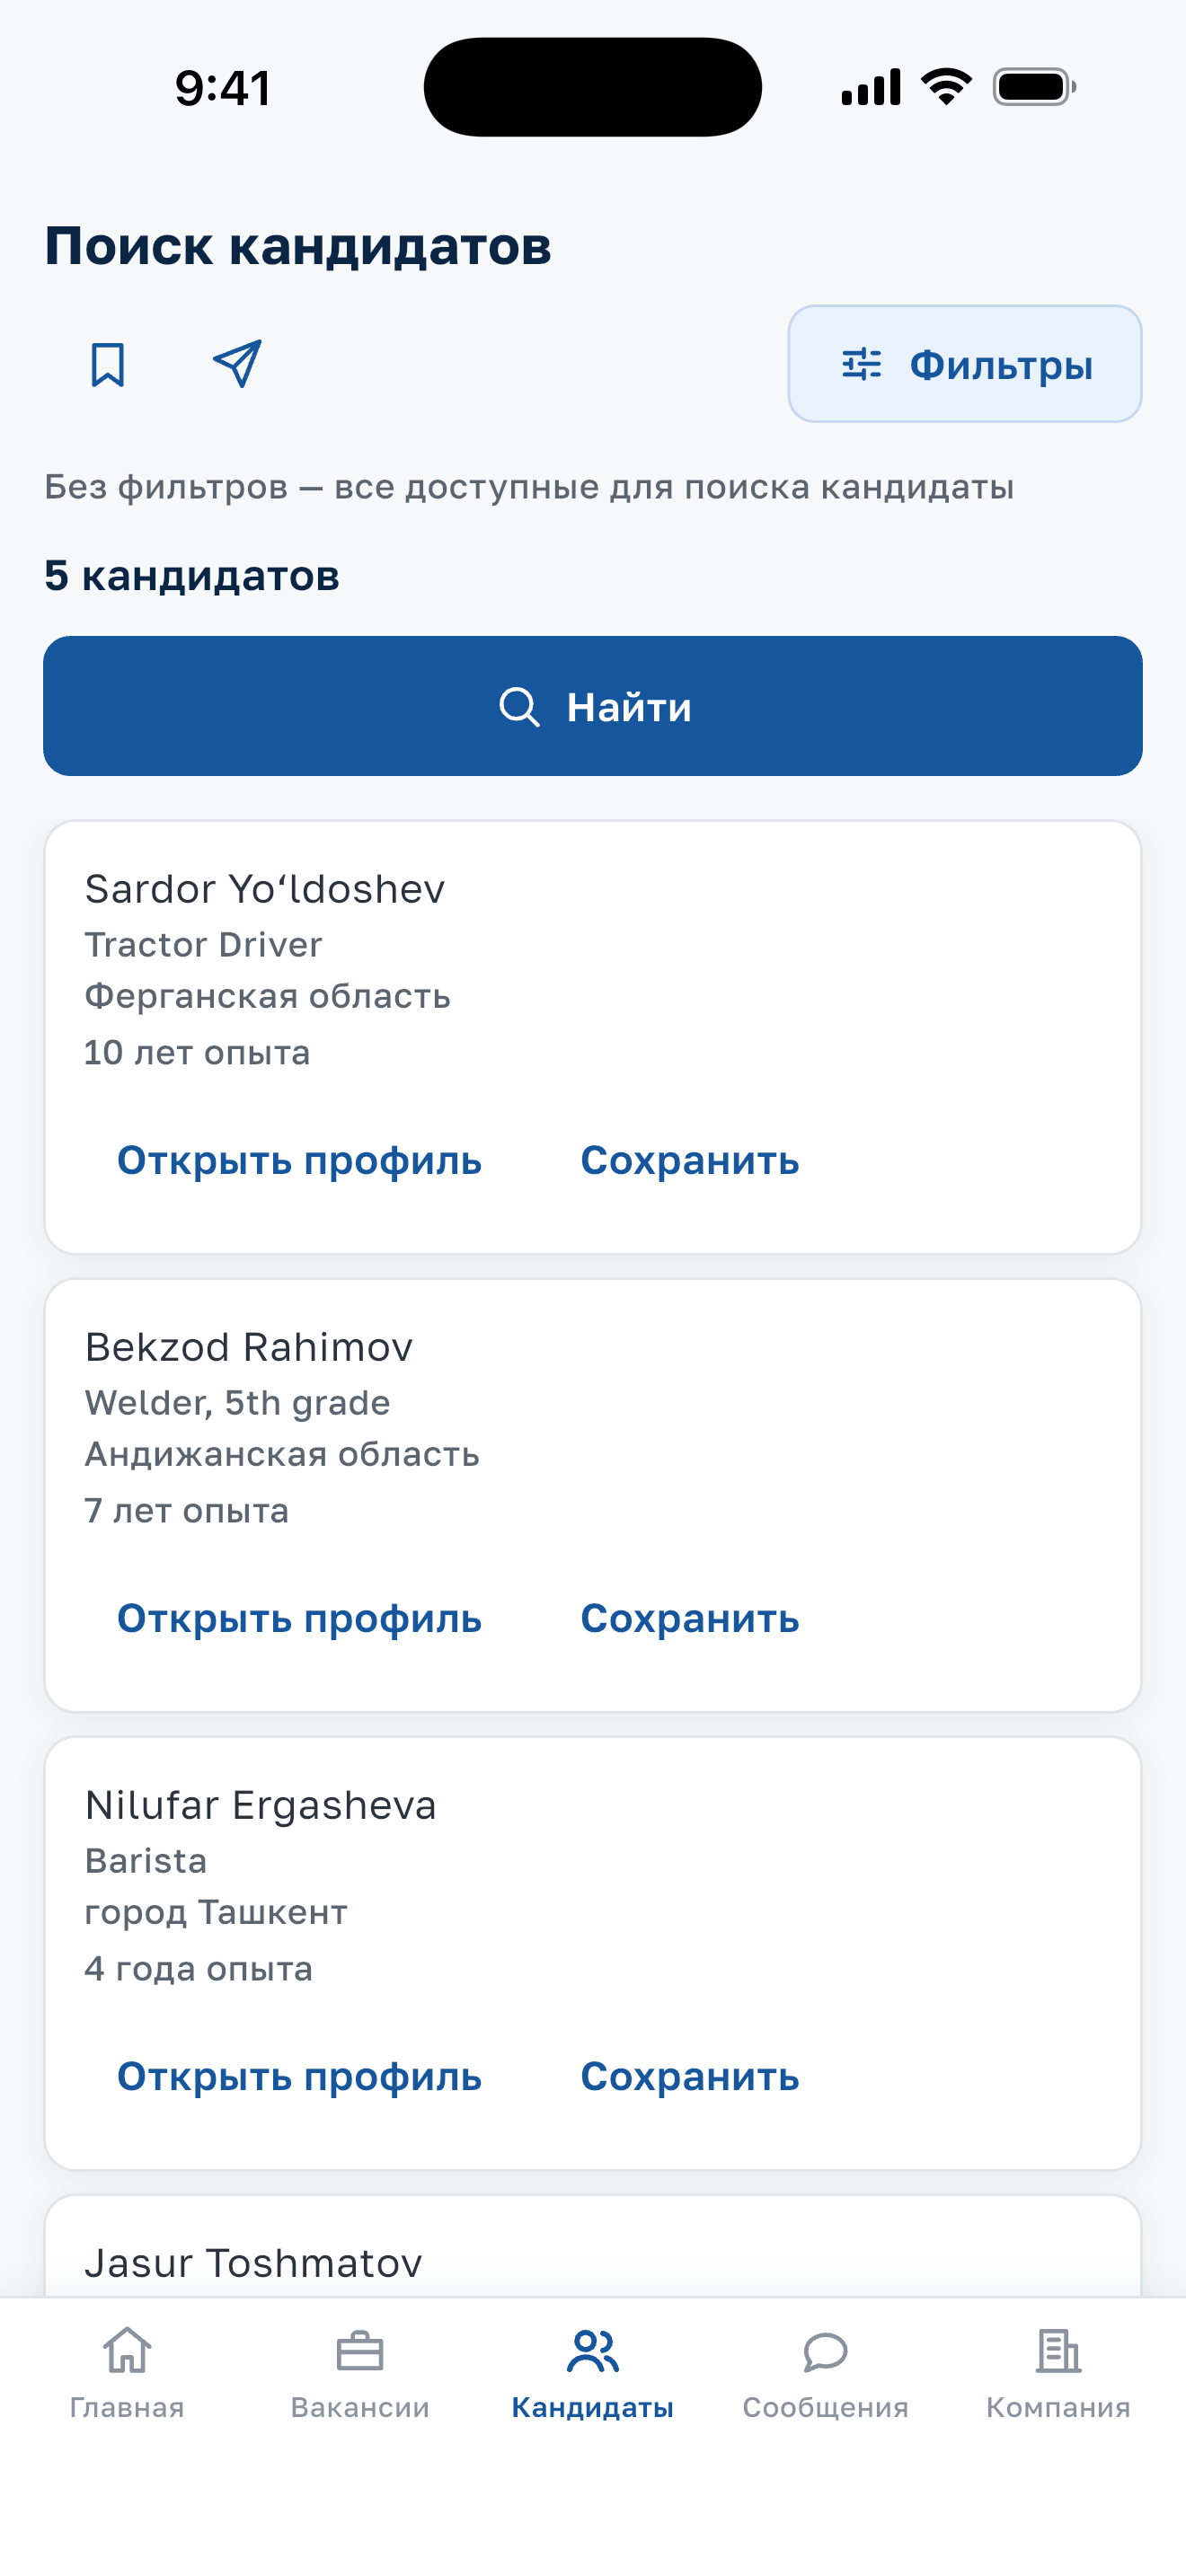 9:41
Поиск кандидатов
Фильтры
Без фильтров — все доступные для поиска кандидаты
5 кандидатов
Найти
Sardor Yoʻldoshev
Tractor Driver
Ферганская область
10 лет опыта
Открыть профиль Сохранить
Bekzod Rahimov
Welder, 5th grade
Андижанская область
7 лет опыта
Открыть профиль Сохранить
Nilufar Ergasheva
Barista
город Ташкент
4 года опыта
Открыть профиль Сохранить
Jasur Toshmatov
Главная Вакансии Кандидаты Сообщения Компания